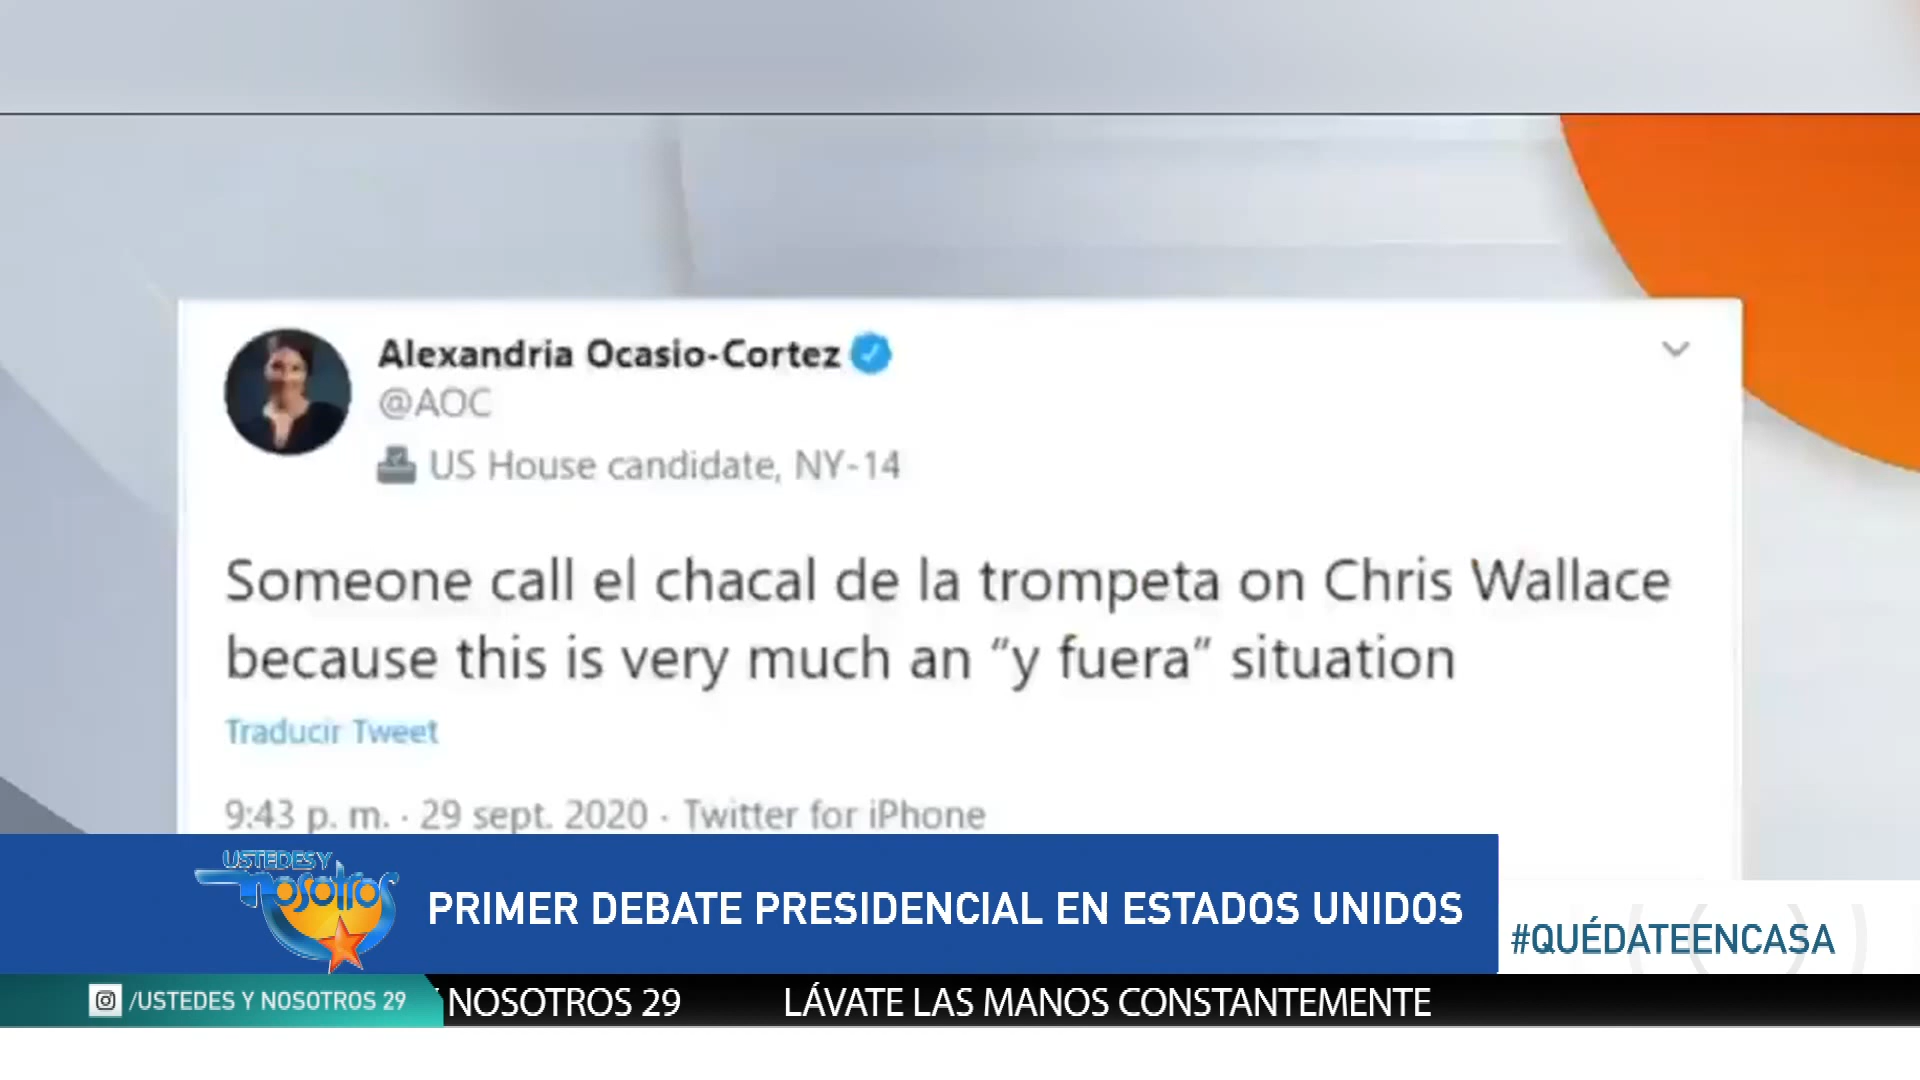 Alexandria Ocasio-Cortez
@AOC
US House candidate, NY-14
Someone call el chacal de la trompeta on Chris Wallace
because this is very much an “y fuera” situation
Traducir Tweet
9:43 p. m. · 29 sept. 2020 · Twitter for iPhone
USTEDES Y
nosotros
PRIMER DEBATE PRESIDENCIAL EN ESTADOS UNIDOS
#QUÉDATEENCASA
/USTEDES Y NOSOTROS 29
NOSOTROS 29 LÁVATE LAS MANOS CONSTANTEMENTE